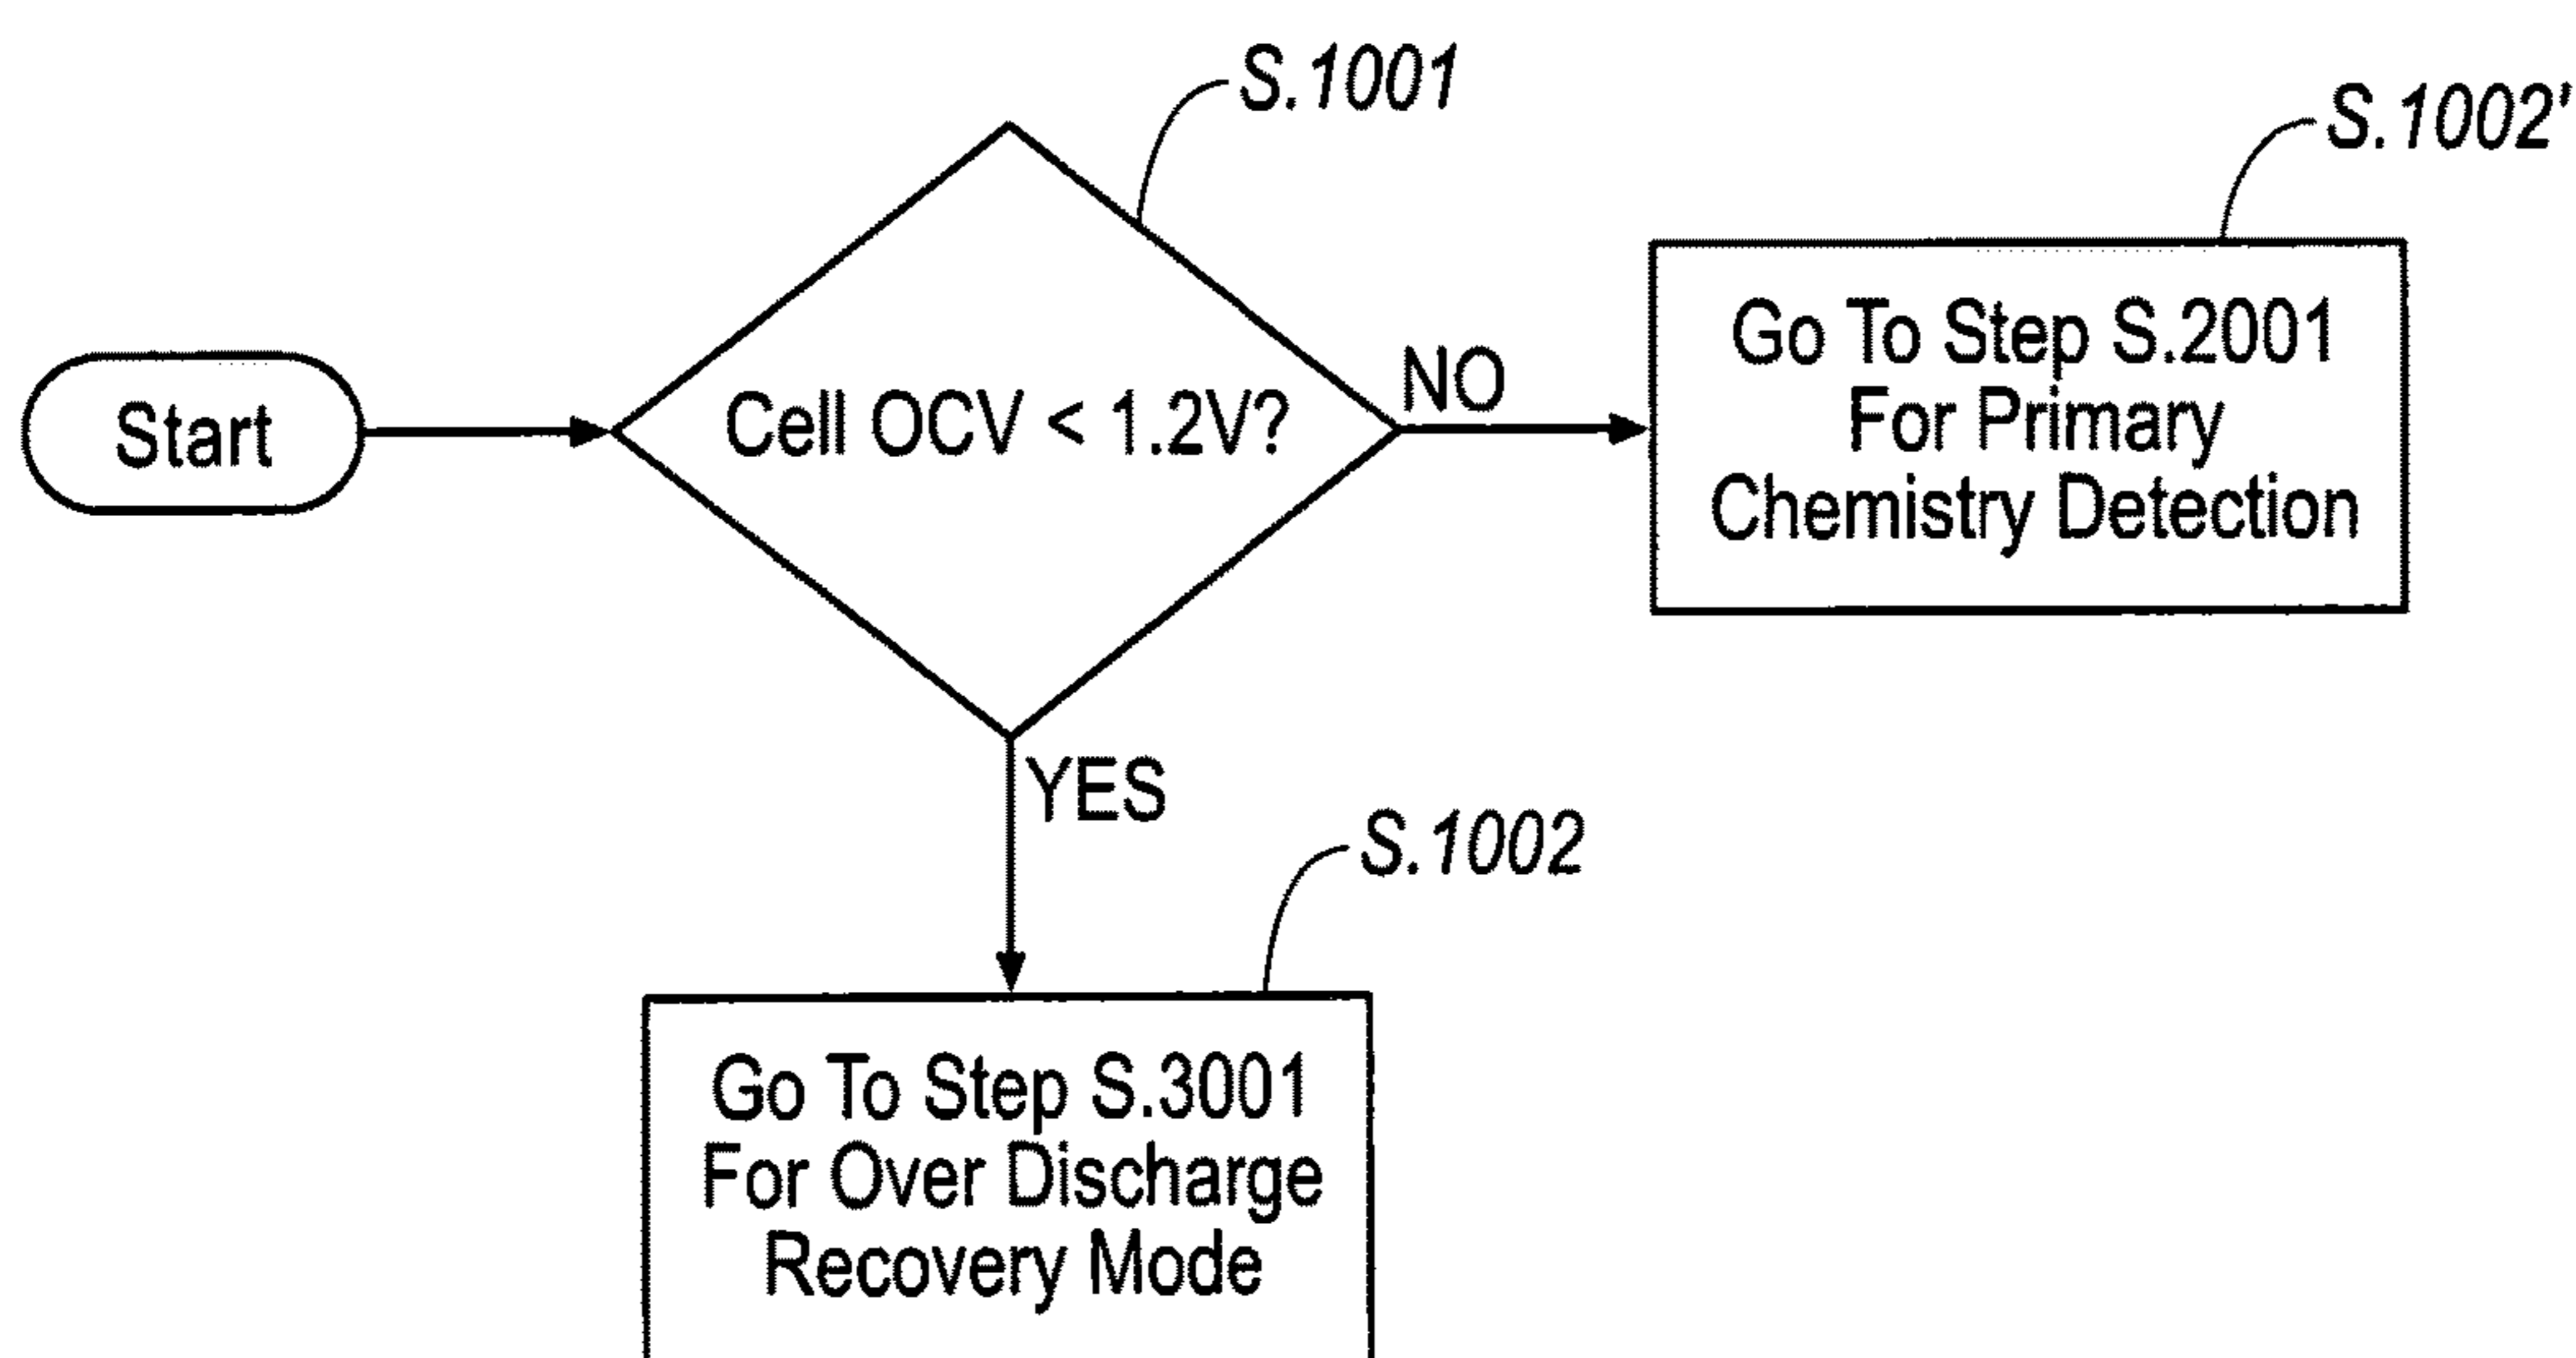 S.1001
S.1002'
Start
Cell OCV < 1.2V?
NO
Go To Step S.2001
For Primary
Chemistry Detection
YES
S.1002
Go To Step S.3001
For Over Discharge
Recovery Mode